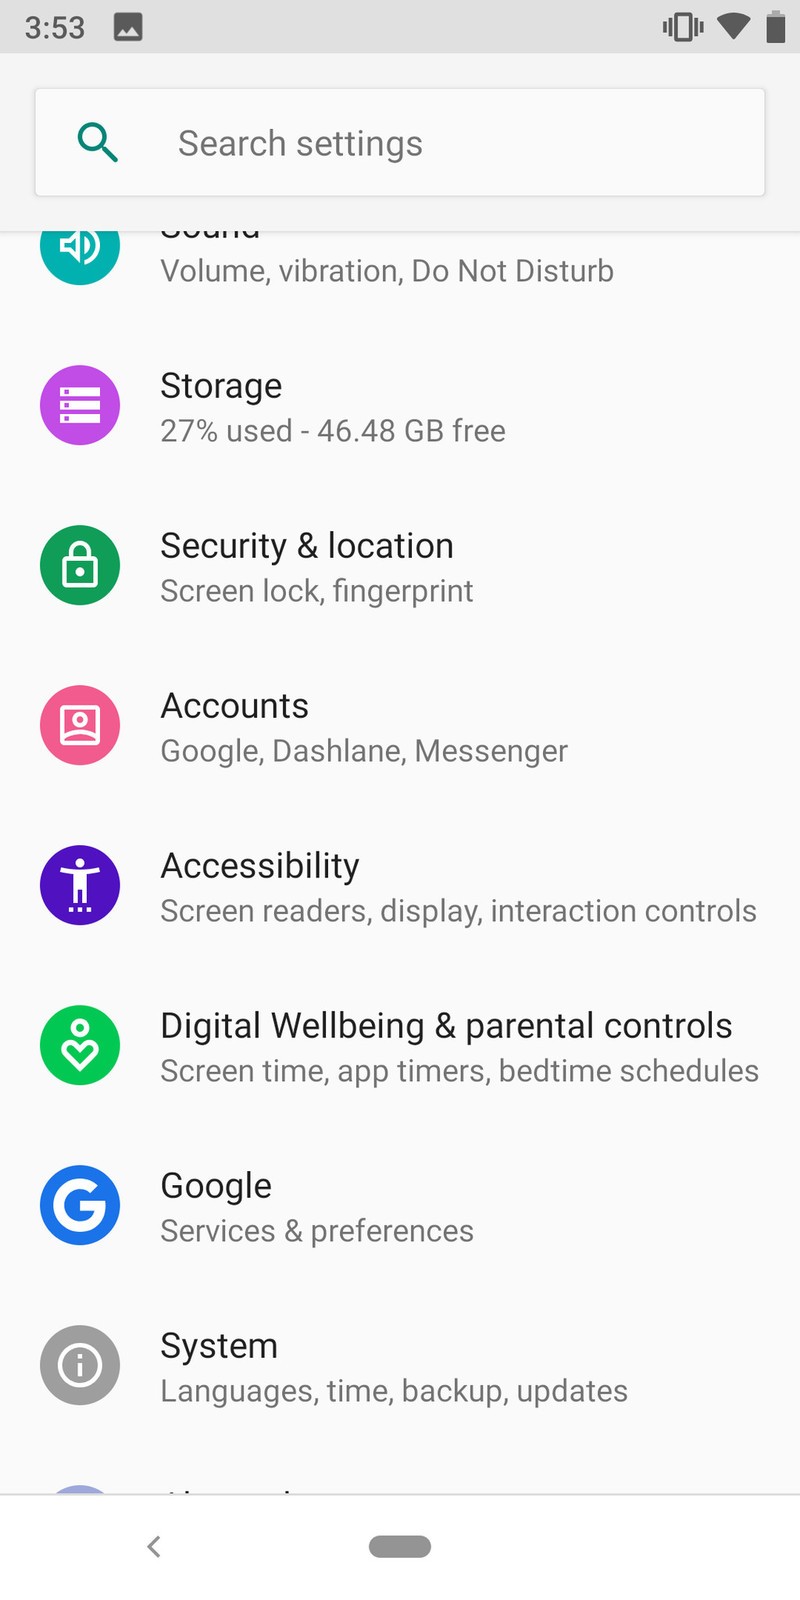 3:53
Search settings
Sound
Volume, vibration, Do Not Disturb
Storage
27% used - 46.48 GB free
Security & location
Screen lock, fingerprint
Accounts
Google, Dashlane, Messenger
Accessibility
Screen readers, display, interaction controls
Digital Wellbeing & parental controls
Screen time, app timers, bedtime schedules
Google
Services & preferences
System
Languages, time, backup, updates